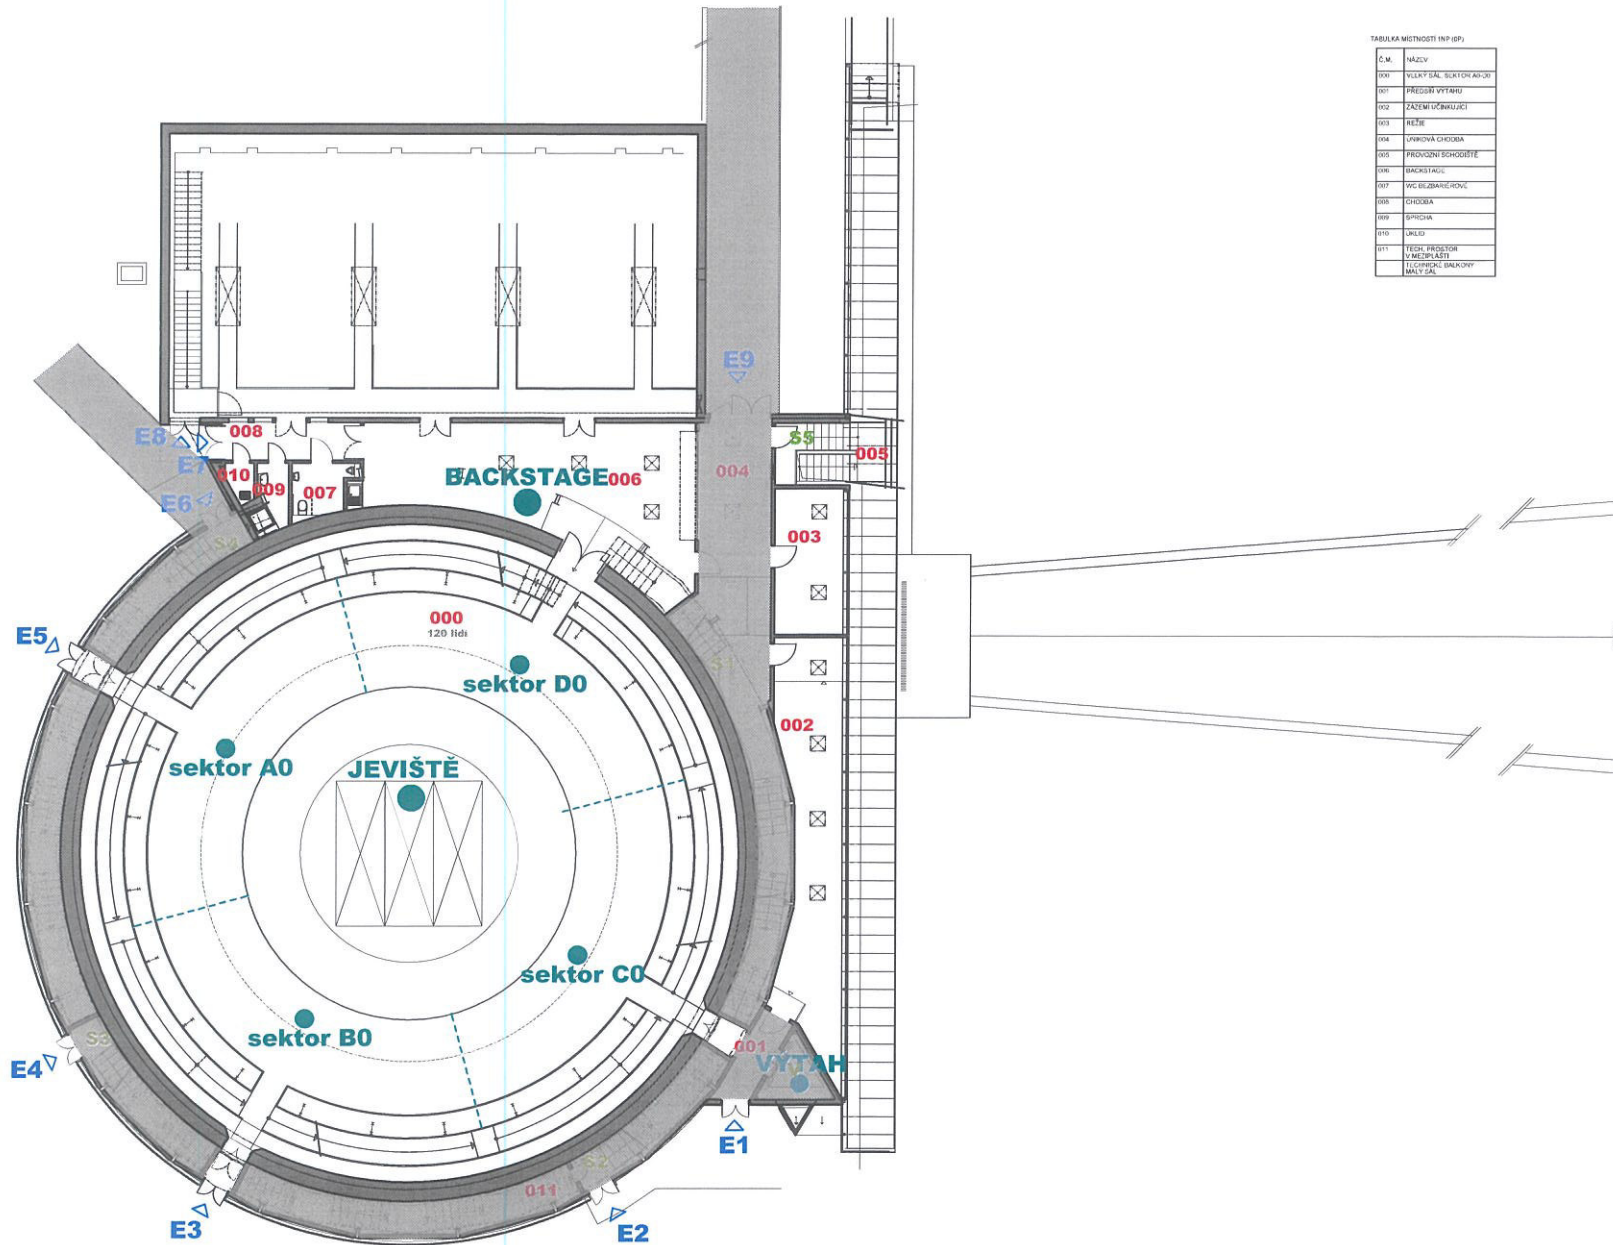 TABULKA MÍSTNOSTÍ 1NP (0P)
Č.M. NÁZEV
000 VELKÝ SÁL, SEKTOR A0-D0
001 PŘEDSÍŇ VÝTAHU
002 ZÁZEMÍ ÚČINKUJÍCÍ
003 REŽIE
004 ÚNIKOVÁ CHODBA
005 PROVOZNÍ SCHODIŠTĚ
006 BACKSTAGE
007 WC BEZBARIÉROVÉ
008 CHODBA
009 SPRCHA
010 ÚKLID
011 TECH. PROSTOR
V MEZIPLÁŠTI
TECHNICKÉ BALKONY
MALÝ SÁL
E9
008
E8
E7
S5
005
010
009
007
BACKSTAGE
006
004
E6
S4
003
000
120 lidí
E5
S1
sektor D0
002
sektor A0
JEVIŠTĚ
sektor C0
sektor B0
S3
001
VÝTAH
E4
E1
S2
011
E3
E2